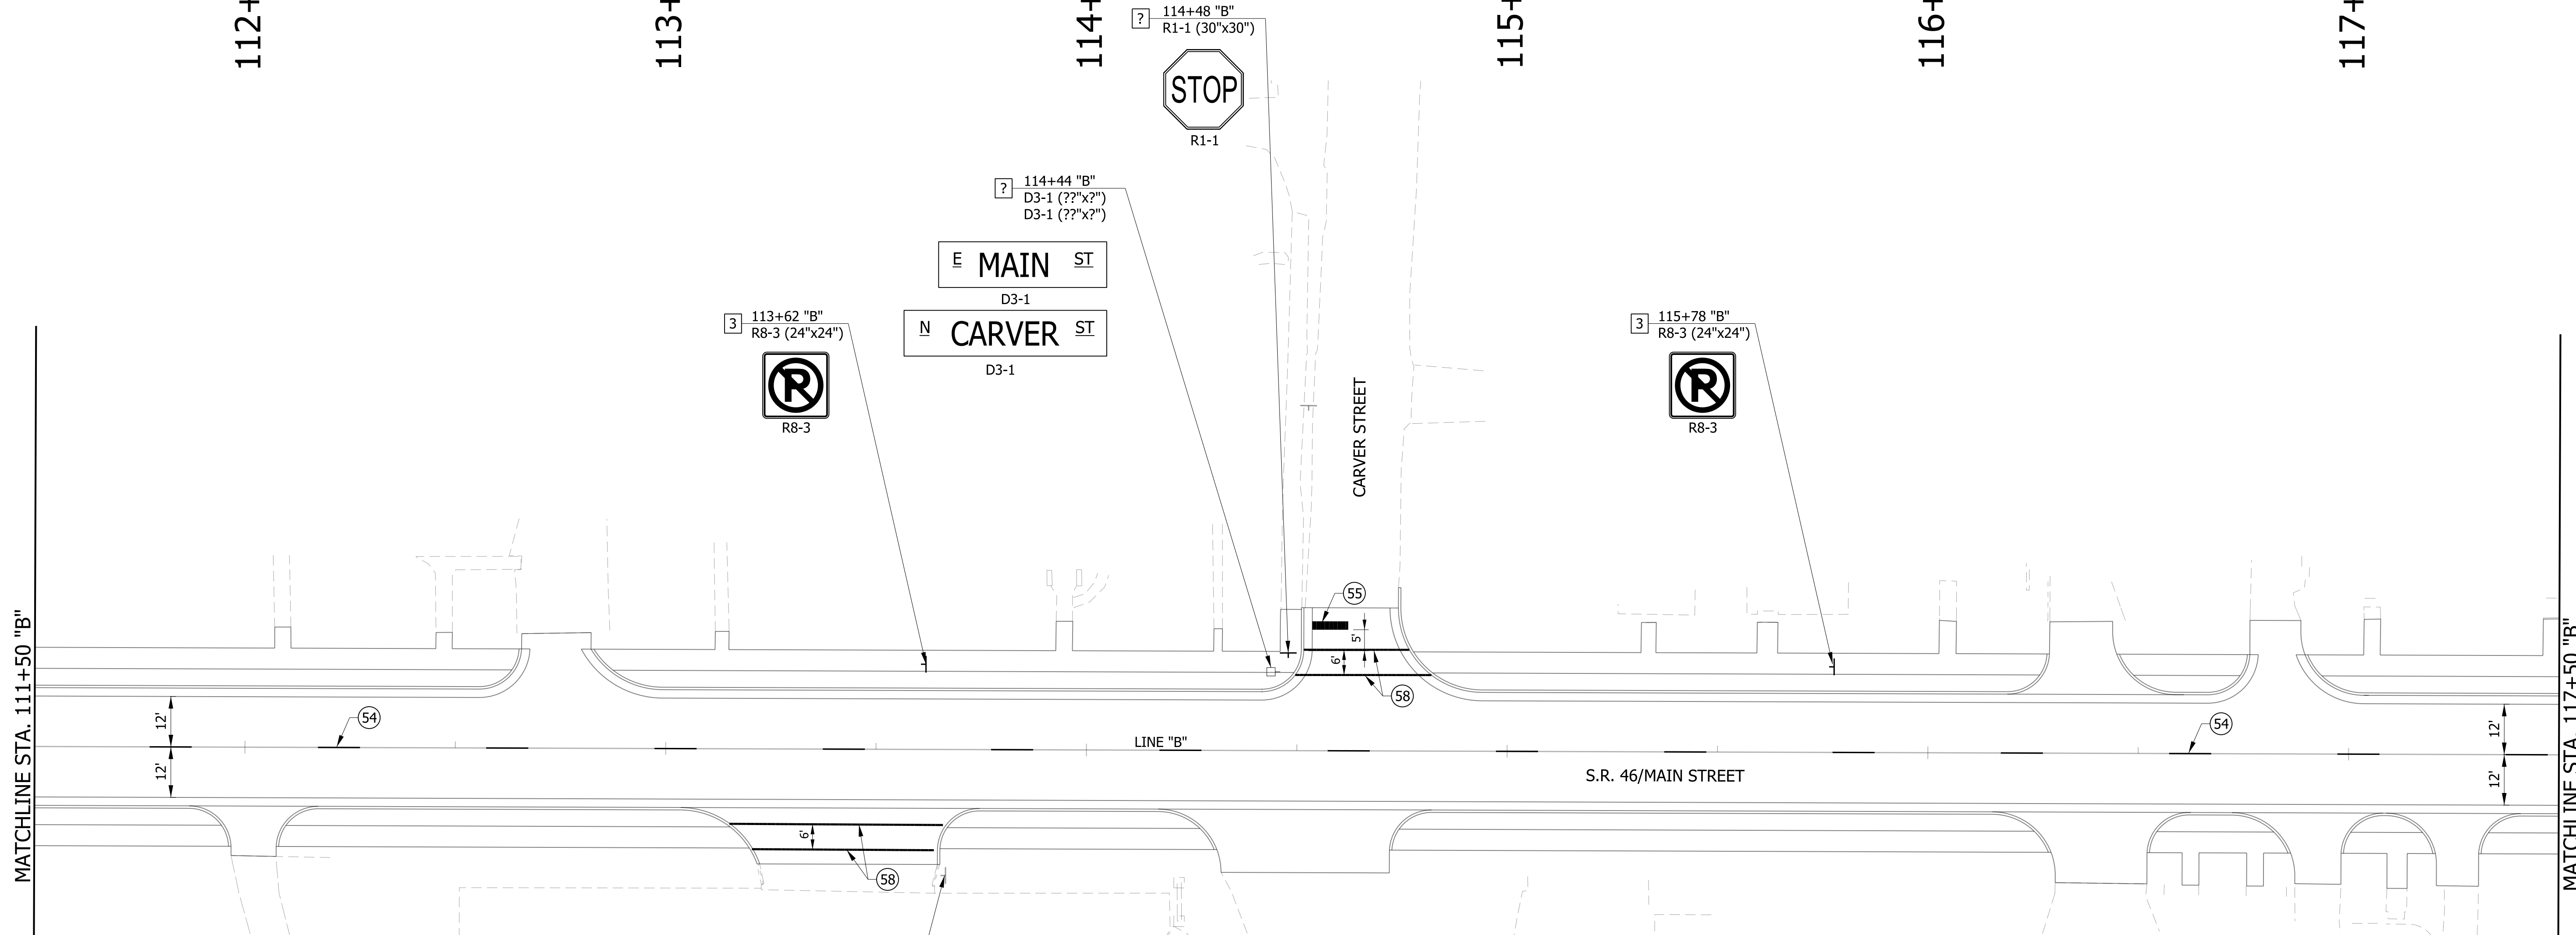 112+
113+
114+
115+
116+
117+
? 114+48 "B"
R1-1 (30"x30")
STOP
R1-1
? 114+44 "B"
D3-1 (??"x?")
D3-1 (??"x?")
E MAIN ST
D3-1
N CARVER ST
D3-1
3 113+62 "B"
R8-3 (24"x24")
P
R8-3
3 115+78 "B"
R8-3 (24"x24")
P
R8-3
CARVER STREET
55
5'
6'
58
54
54
12'
12'
12'
12'
LINE "B"
S.R. 46/MAIN STREET
6'
58
MATCHLINE STA. 111+50 "B"
MATCHLINE STA. 117+50 "B"